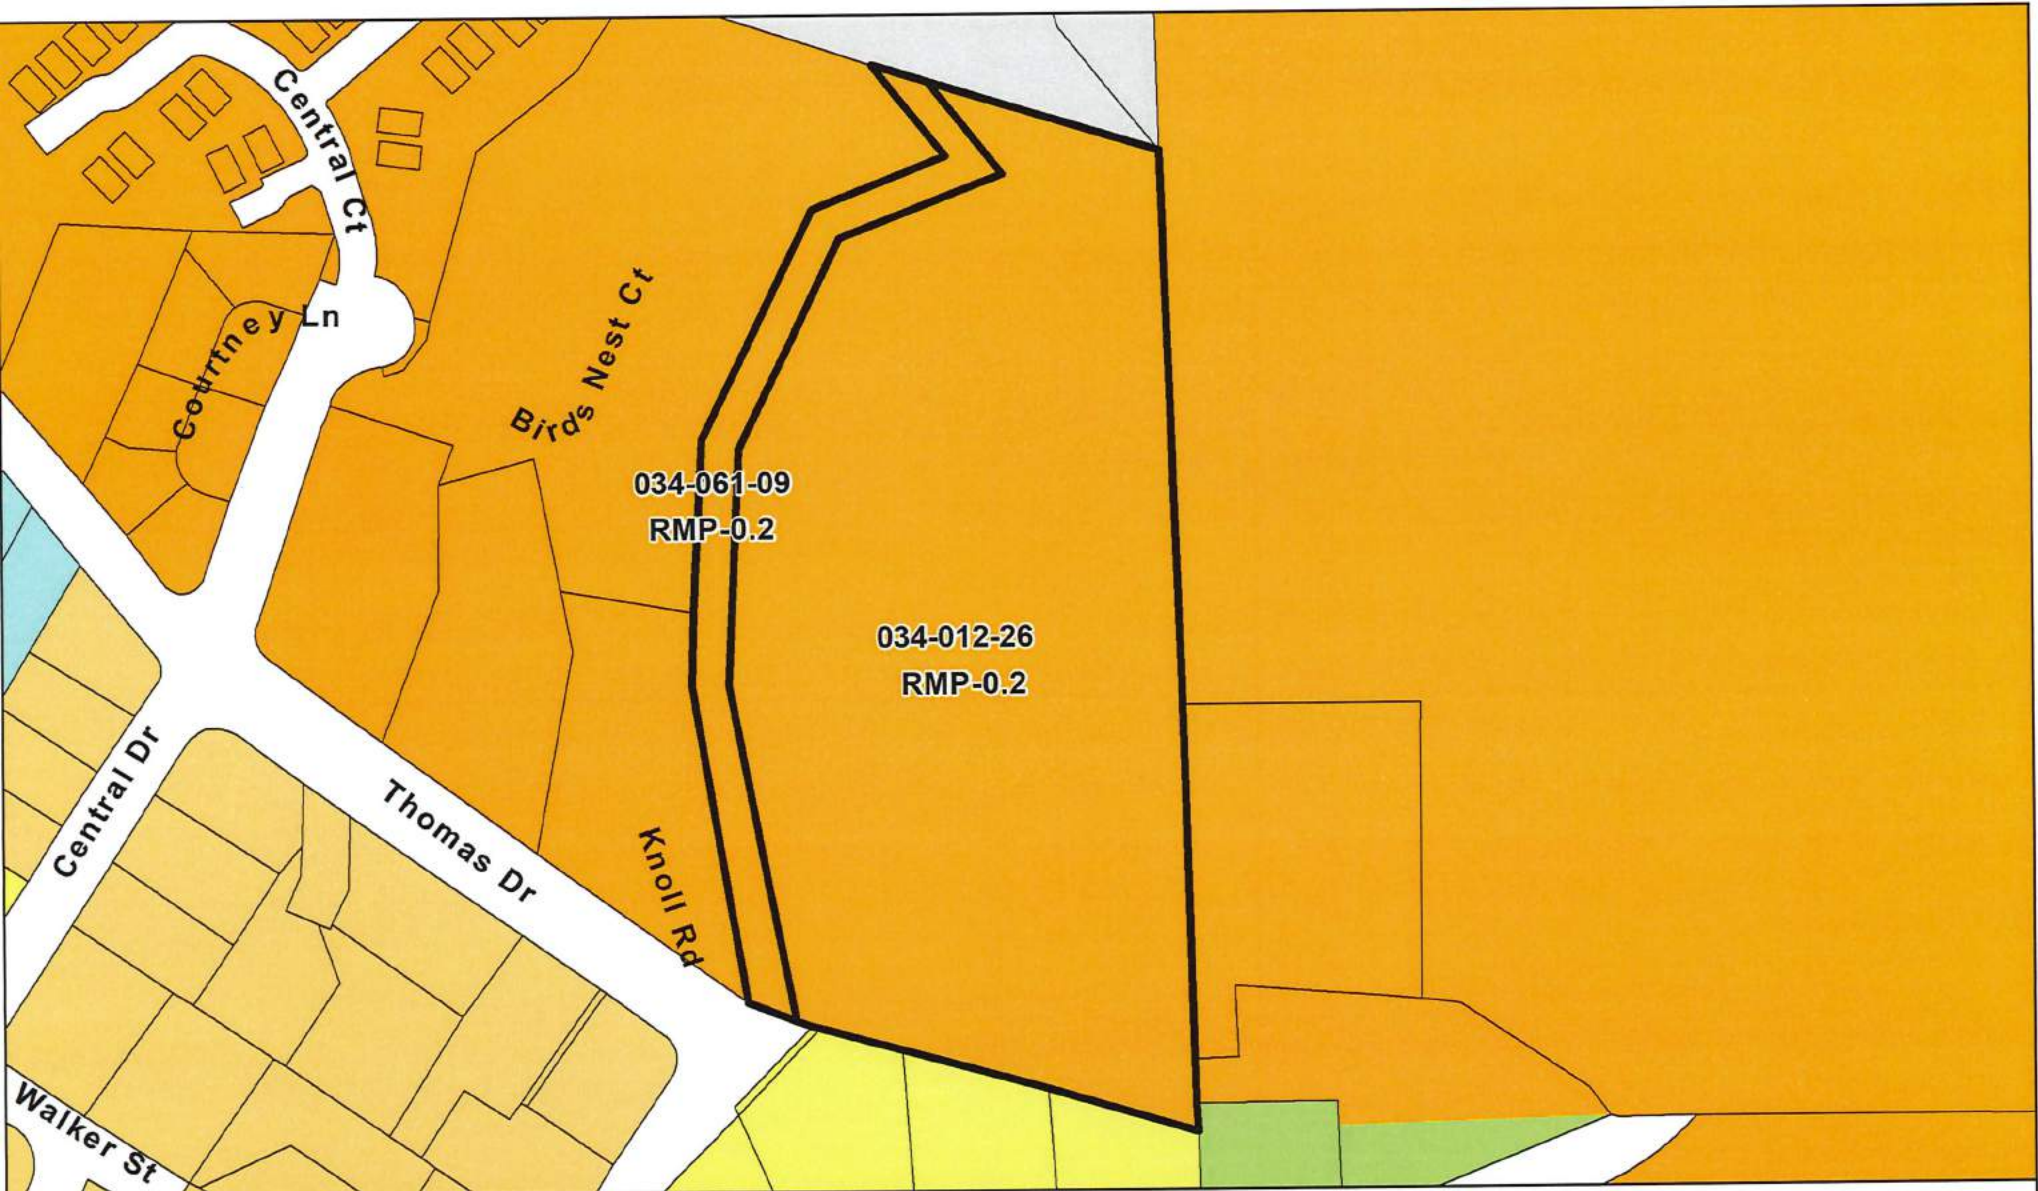 Central Ct
Courtney Ln
Birds Nest Ct
034-061-09
RMP-0.2
034-012-26
RMP-0.2
Central Dr
Thomas Dr
Knoll Rd
Walker St